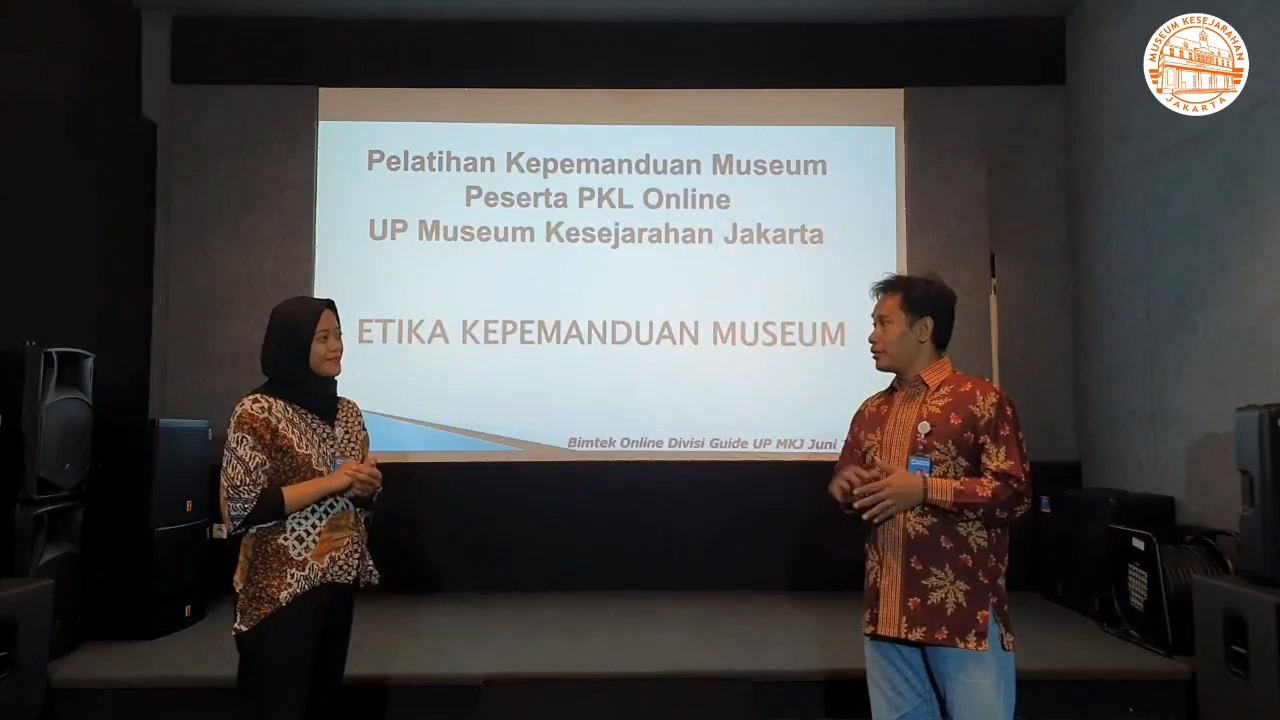 MUSEUM KESEJARAHAN
JAKARTA
Pelatihan Kepemanduan Museum
Peserta PKL Online
UP Museum Kesejarahan Jakarta
ETIKA KEPEMANDUAN MUSEUM
Bimtek Online Divisi Guide UP MKJ Juni